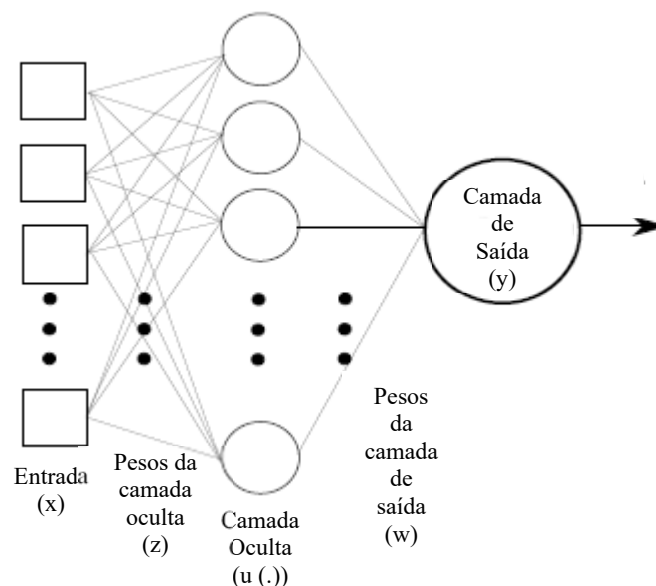 Camada
de
Saída
(y)
Entrada
(x)
Pesos da
camada
oculta
(z)
Camada
Oculta
(u (.))
Pesos
da
camada
de
saída
(w)